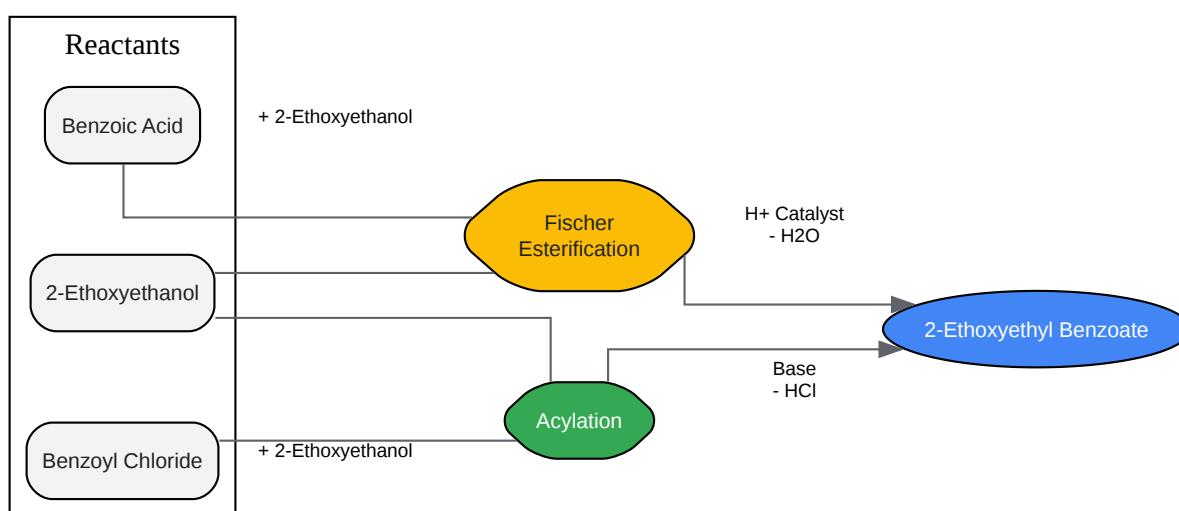 Reactants
Benzoic Acid
+ 2-Ethoxyethanol
Fischer
Esterification
H+ Catalyst
- H2O
2-Ethoxyethanol
2-Ethoxyethyl Benzoate
Base
- HCl
Acylation
Benzoyl Chloride
+ 2-Ethoxyethanol